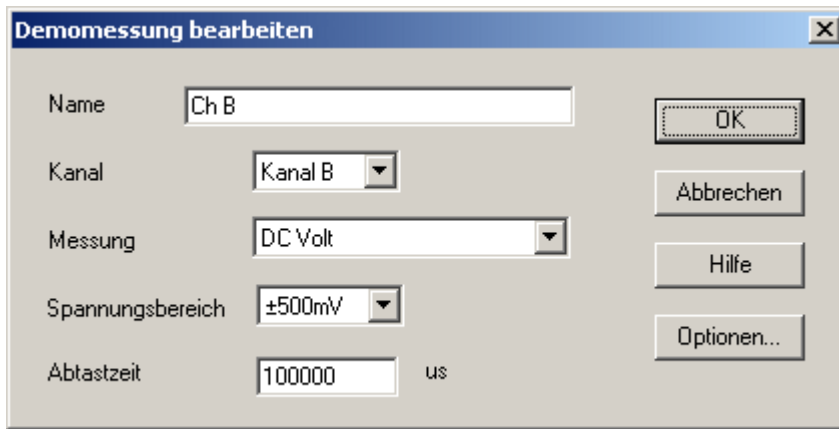 Demomessung bearbeiten
Name Ch B
Kanal Kanal B
Messung DC Volt
Spannungsbereich ±500mV
Abtastzeit 100000 us
OK
Abbrechen
Hilfe
Optionen...